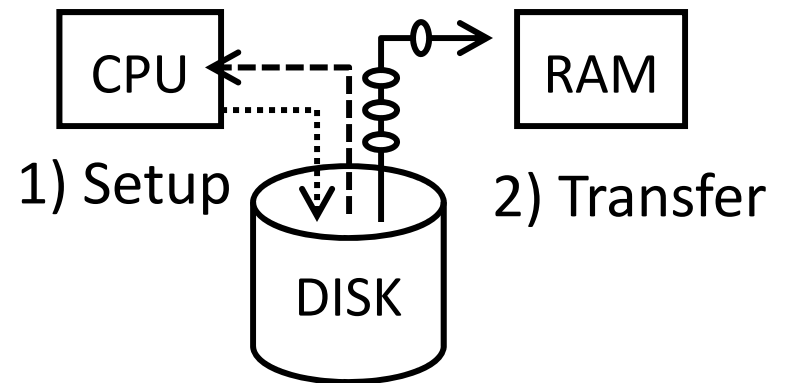 CPU
RAM
1) Setup
2) Transfer
DISK